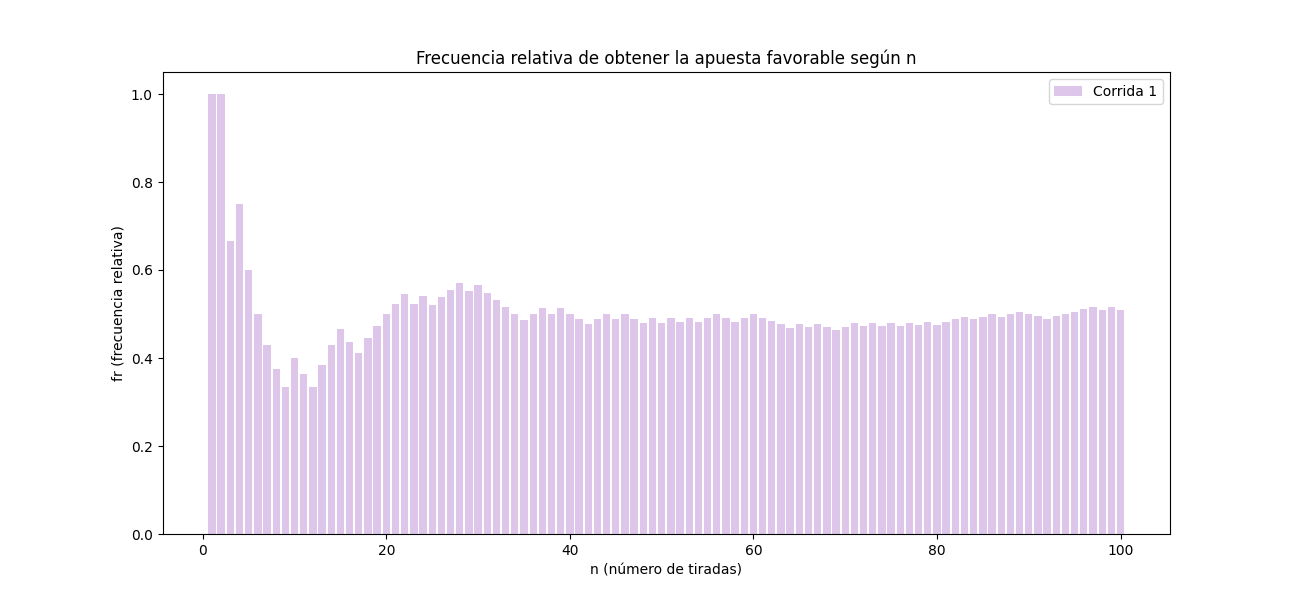 Frecuencia relativa de obtener la apuesta favorable según n
Corrida 1
fr (frecuencia relativa)
1.0
0.8
0.6
0.4
0.2
0.0
0 20 40 60 80 100
n (número de tiradas)